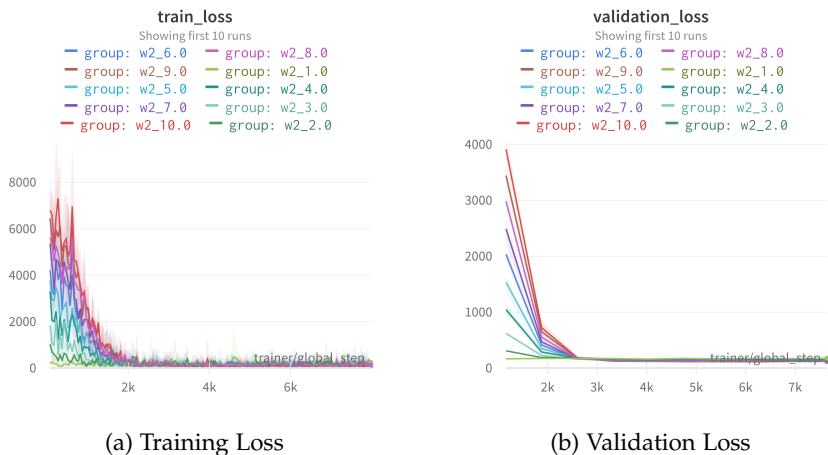 train_loss
Showing first 10 runs
group: w2_6.0 group: w2_8.0
group: w2_9.0 group: w2_1.0
group: w2_5.0 group: w2_4.0
group: w2_7.0 group: w2_3.0
group: w2_10.0 group: w2_2.0
8000
6000
4000
2000
0
trainer/global_step
2k 4k 6k
(a) Training Loss
validation_loss
Showing first 10 runs
group: w2_6.0 group: w2_8.0
group: w2_9.0 group: w2_1.0
group: w2_5.0 group: w2_4.0
group: w2_7.0 group: w2_3.0
group: w2_10.0 group: w2_2.0
4000
3000
2000
1000
0
trainer/global_step
2k 3k 4k 5k 6k 7k
(b) Validation Loss